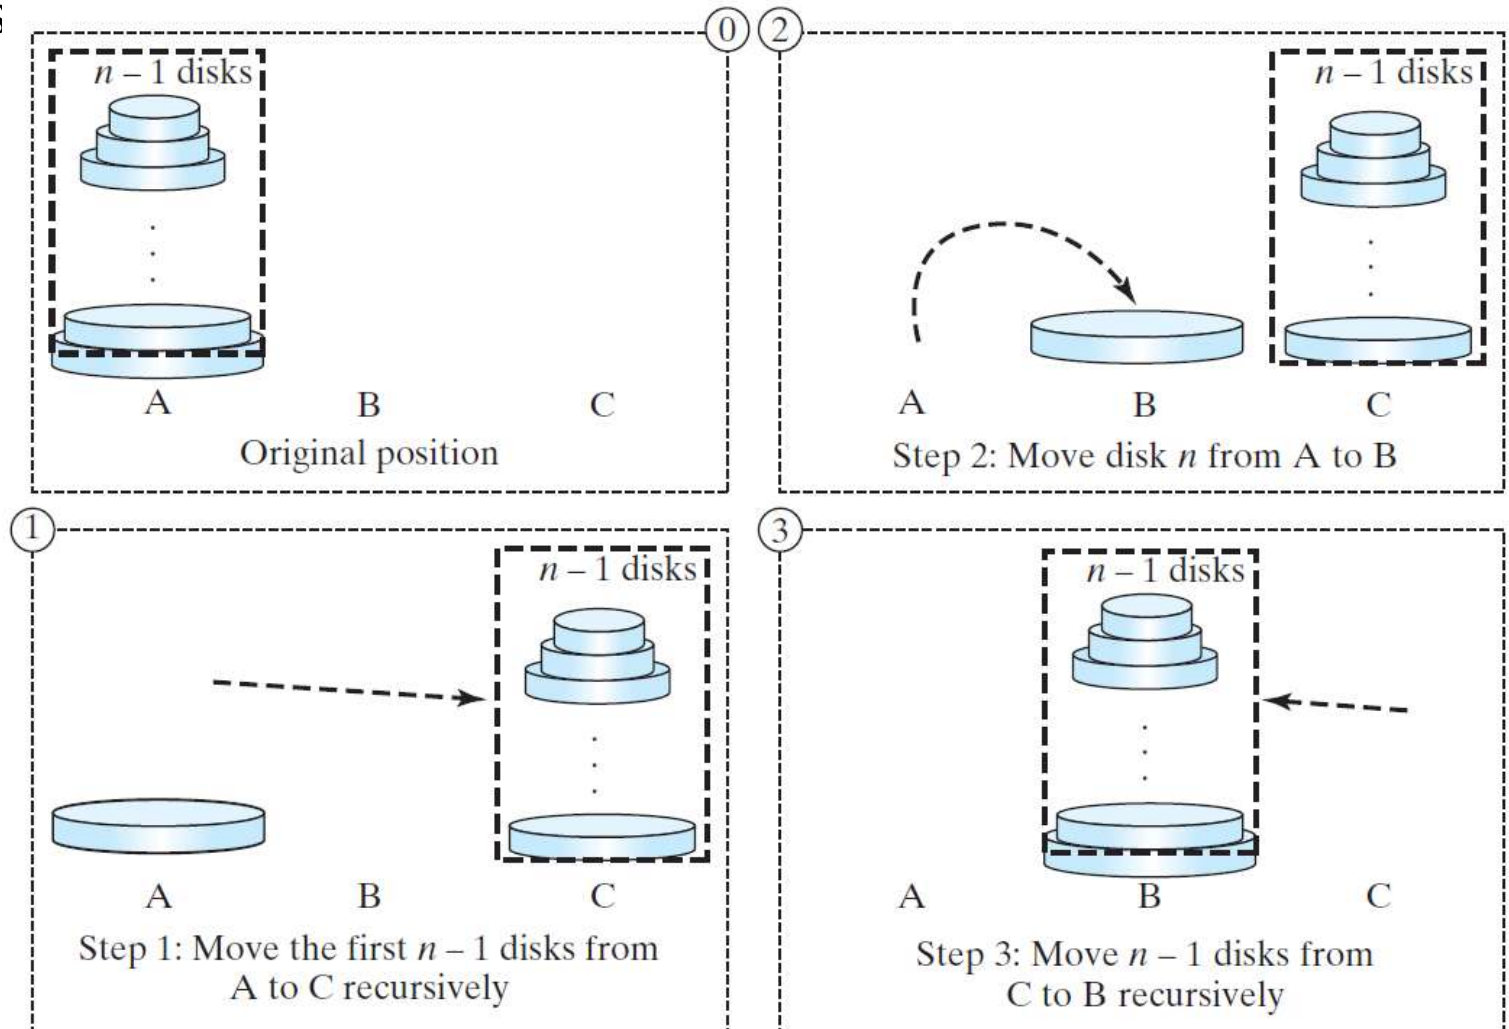 0
n – 1 disks
A B C
Original position
2
n – 1 disks
A B C
Step 2: Move disk n from A to B
1
n – 1 disks
A B C
Step 1: Move the first n – 1 disks from
A to C recursively
3
n – 1 disks
A B C
Step 3: Move n – 1 disks from
C to B recursively